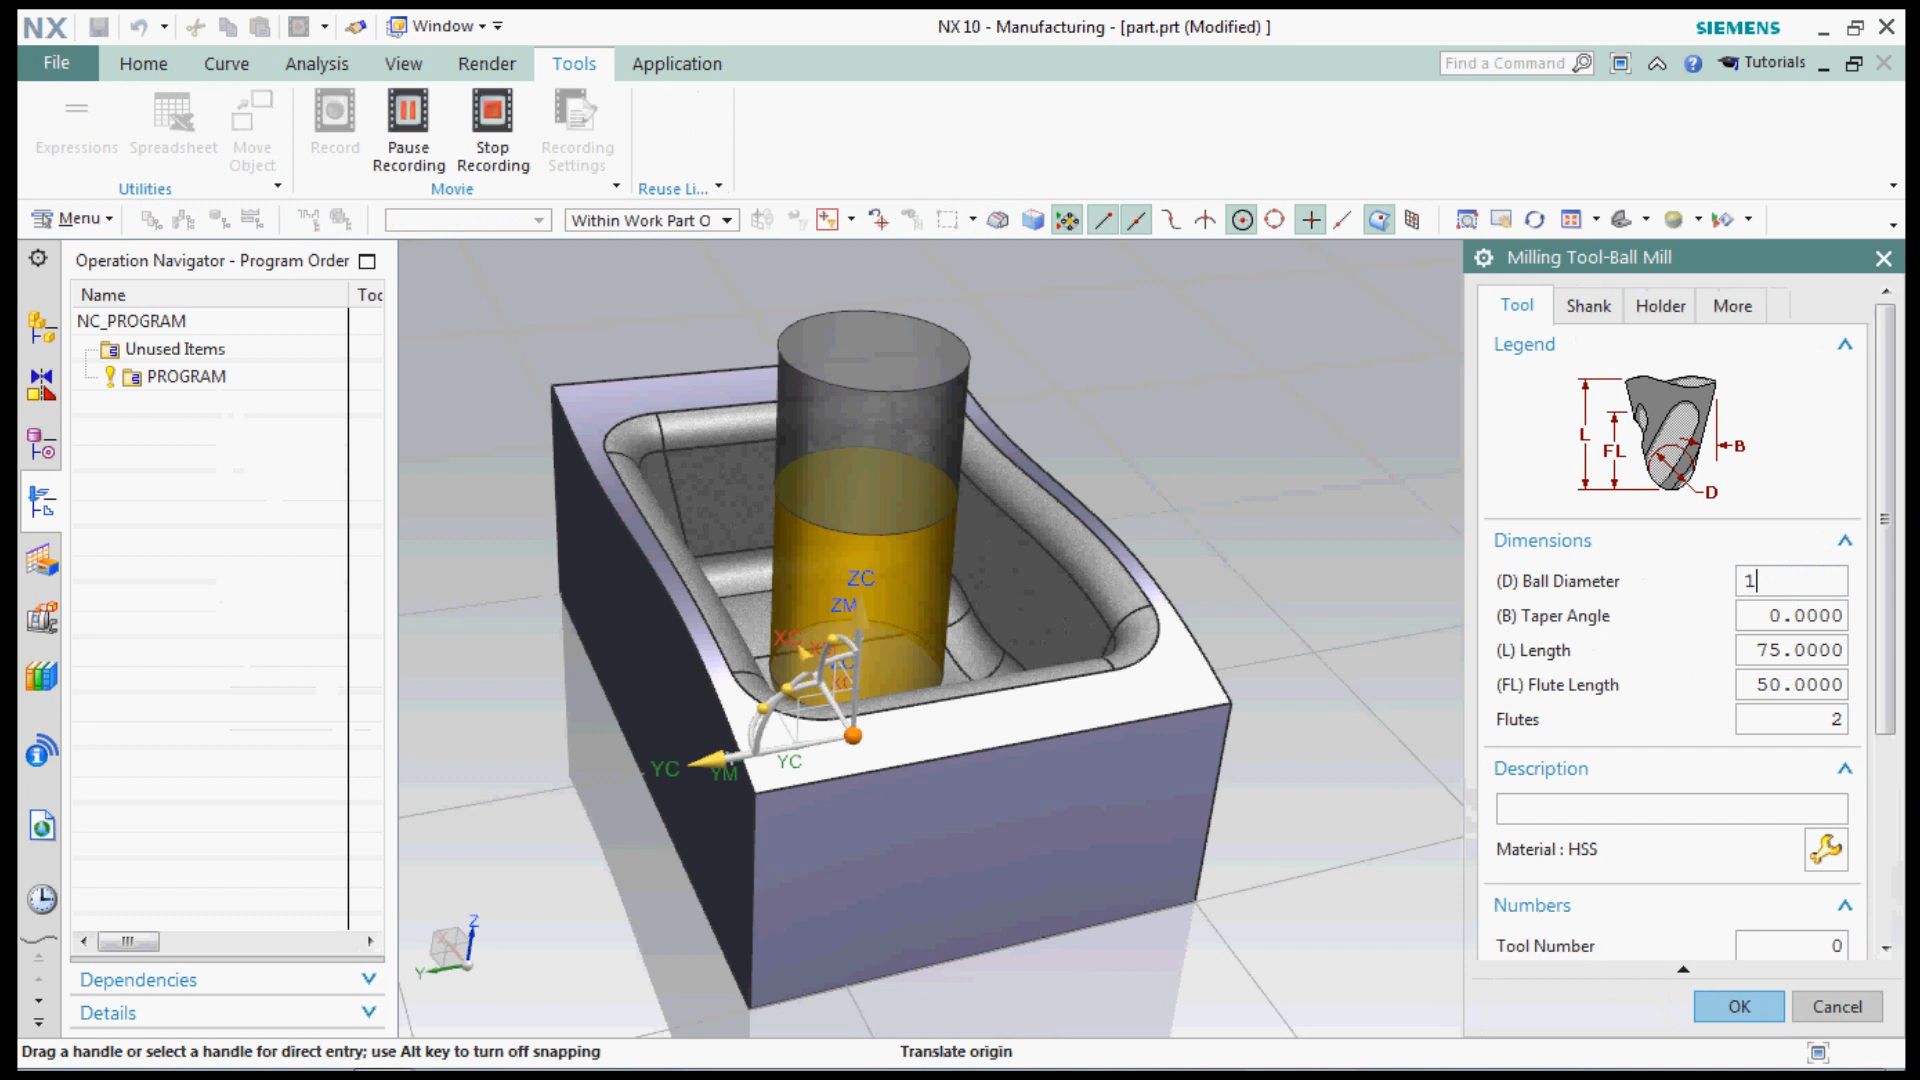 NX
Window
NX 10 - Manufacturing - [part.prt (Modified) ]
SIEMENS
File
Home
Curve
Analysis
View
Render
Tools
Application
Find a Command
Tutorials
Expressions
Spreadsheet
Move Object
Record
Pause Recording
Stop Recording
Recording Settings
Utilities
Movie
Reuse Li...
Menu
Within Work Part O
Operation Navigator - Program Order
Name
Toc
NC_PROGRAM
Unused Items
PROGRAM
Dependencies
Details
ZC
ZM
XC
YC
YM
YC
Z
Y
Milling Tool-Ball Mill
Tool
Shank
Holder
More
Legend
L
FL
B
D
Dimensions
(D) Ball Diameter
1
(B) Taper Angle
0.0000
(L) Length
75.0000
(FL) Flute Length
50.0000
Flutes
2
Description
Material : HSS
Numbers
Tool Number
0
OK
Cancel
Drag a handle or select a handle for direct entry; use Alt key to turn off snapping
Translate origin